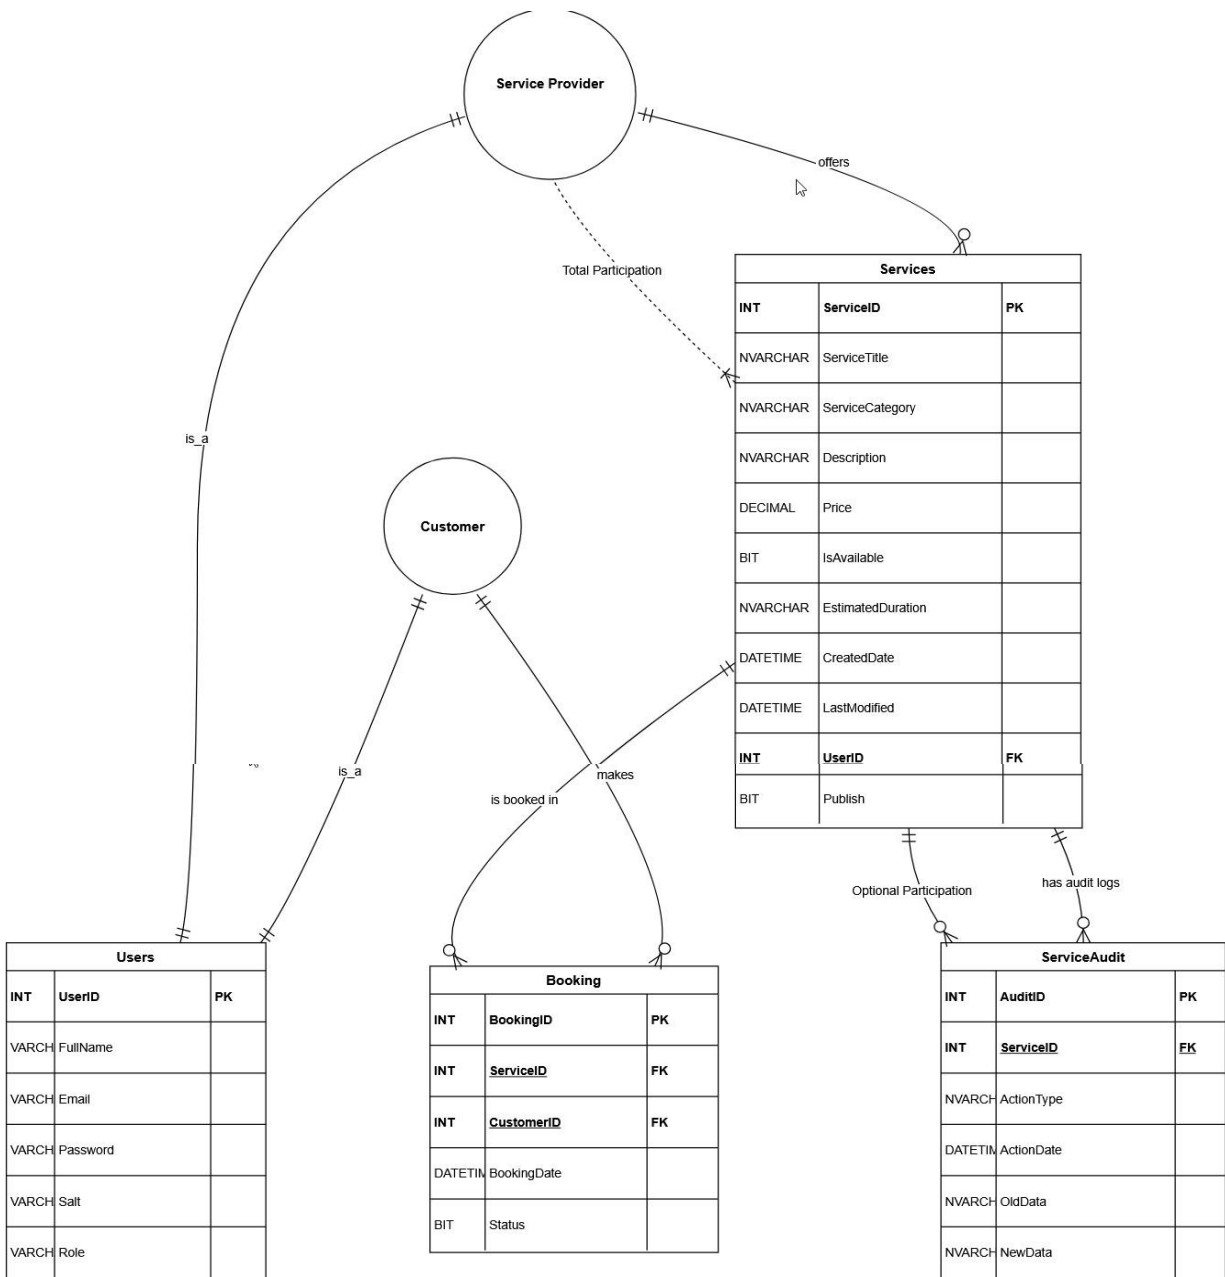 Service Provider
offers
Total Participation
is_a
Customer
Services
INT ServiceID PK
NVARCHAR ServiceTitle
NVARCHAR ServiceCategory
NVARCHAR Description
DECIMAL Price
BIT IsAvailable
NVARCHAR EstimatedDuration
DATETIME CreatedDate
DATETIME LastModified
INT UserID FK
BIT Publish
is_a
makes
is booked in
Optional Participation
has audit logs
Users
INT UserID PK
VARCH FullName
VARCH Email
VARCH Password
VARCH Salt
VARCH Role
Booking
INT BookingID PK
INT ServiceID FK
INT CustomerID FK
DATETIM BookingDate
BIT Status
ServiceAudit
INT AuditID PK
INT ServiceID FK
NVARCH ActionType
DATETIM ActionDate
NVARCH OldData
NVARCH NewData